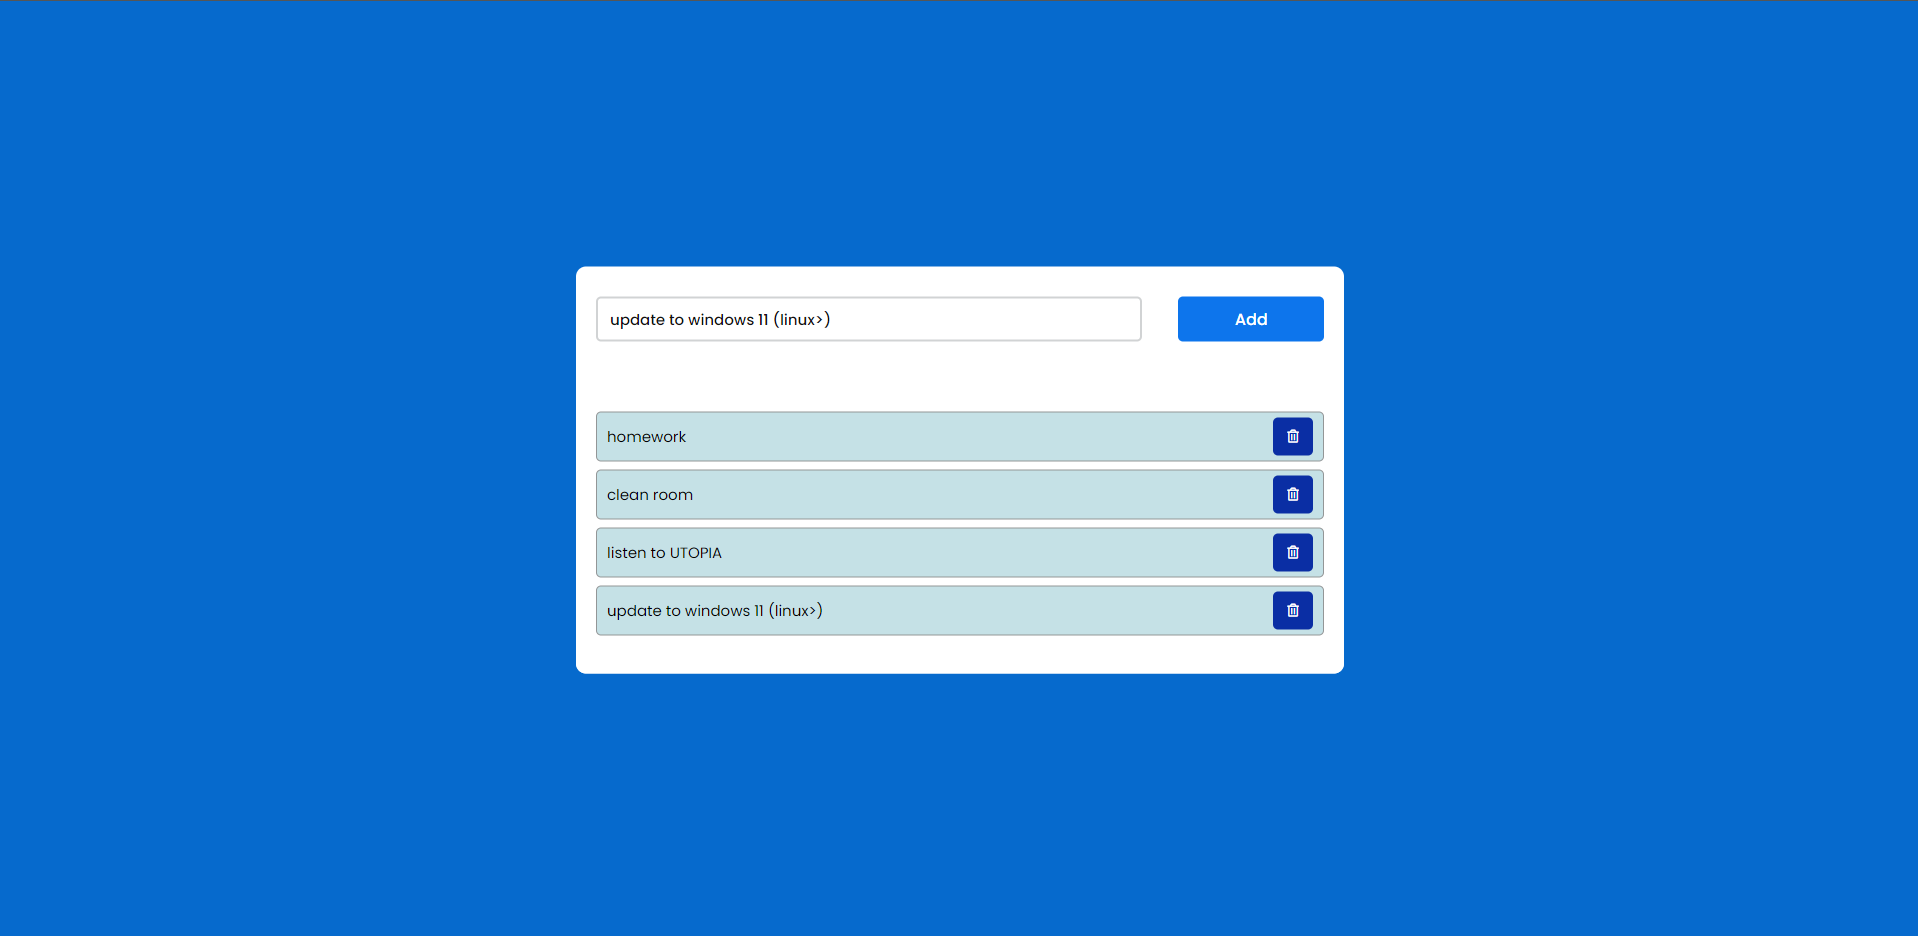 update to windows 11 (linux>)
Add
homework
clean room
listen to UTOPIA
update to windows 11 (linux>)